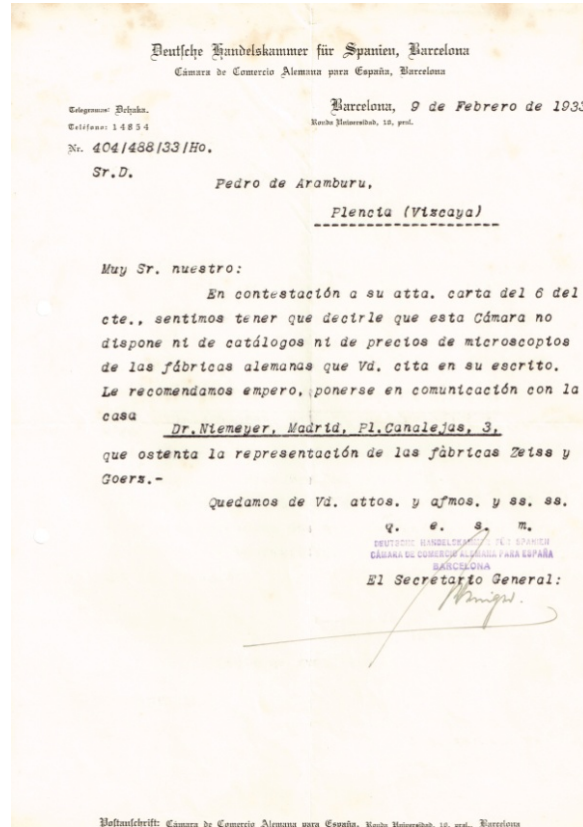 Deutsche Handelskammer für Spanien, Barcelona
Cámara de Comercio Alemana para España, Barcelona
Telegramas: Dehaka.
Teléfono: 14854
Barcelona, 9 de Febrero de 1933
Ronda Universidad, 10, pral.
Nr. 404/488/33/Ho.
Sr.D.
Pedro de Aramburu,
Plencia (Vizcaya)
Muy Sr. nuestro:
En contestación a su atta. carta del 6 del
cte., sentimos tener que decirle que esta Cámara no
dispone ni de catálogos ni de precios de microscopios
de las fábricas alemanas que Vd. cita en su escrito.
Le recomendamos empero, ponerse en comunicación con la
casa
Dr.Niemeyer, Madrid, Pl.Canalejas, 3,
que ostenta la representación de las fàbricas Zeiss y
Goerz.-
Quedamos de Vd. attos. y afmos. y ss. ss.
q. e. s. m.
DEUTSCHE HANDELSKAMMER FÜR SPANIEN
CÁMARA DE COMERCIO ALEMANA PARA ESPAÑA
BARCELONA
El Secretario General:
Postanschrift: Cámara de Comercio Alemana para España, Ronda Universidad, 10, pral., Barcelona